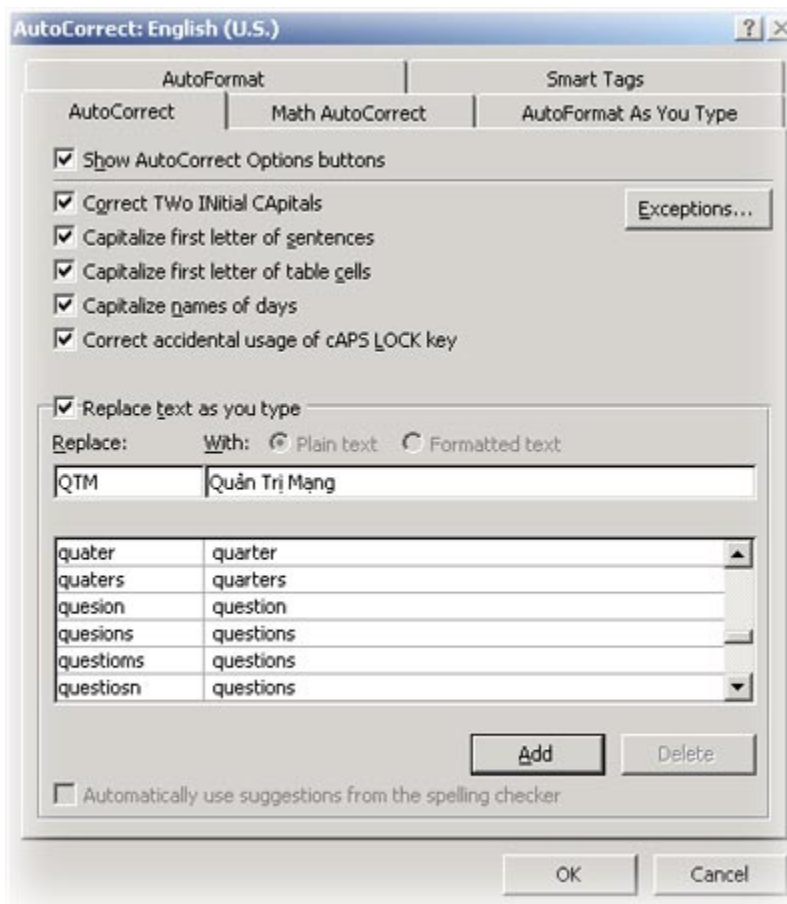 AutoCorrect: English (U.S.)
AutoFormat Smart Tags
AutoCorrect Math AutoCorrect AutoFormat As You Type
Show AutoCorrect Options buttons
Correct TWo INitial CApitals Exceptions...
Capitalize first letter of sentences
Capitalize first letter of table cells
Capitalize names of days
Correct accidental usage of cAPS LOCK key
Replace text as you type
Replace: With: Plain text Formatted text
QTM Quản Trị Mạng
quater quarter
quaters quarters
quesion question
quesions questions
questioms questions
questiosn questions
Add Delete
Automatically use suggestions from the spelling checker
OK Cancel